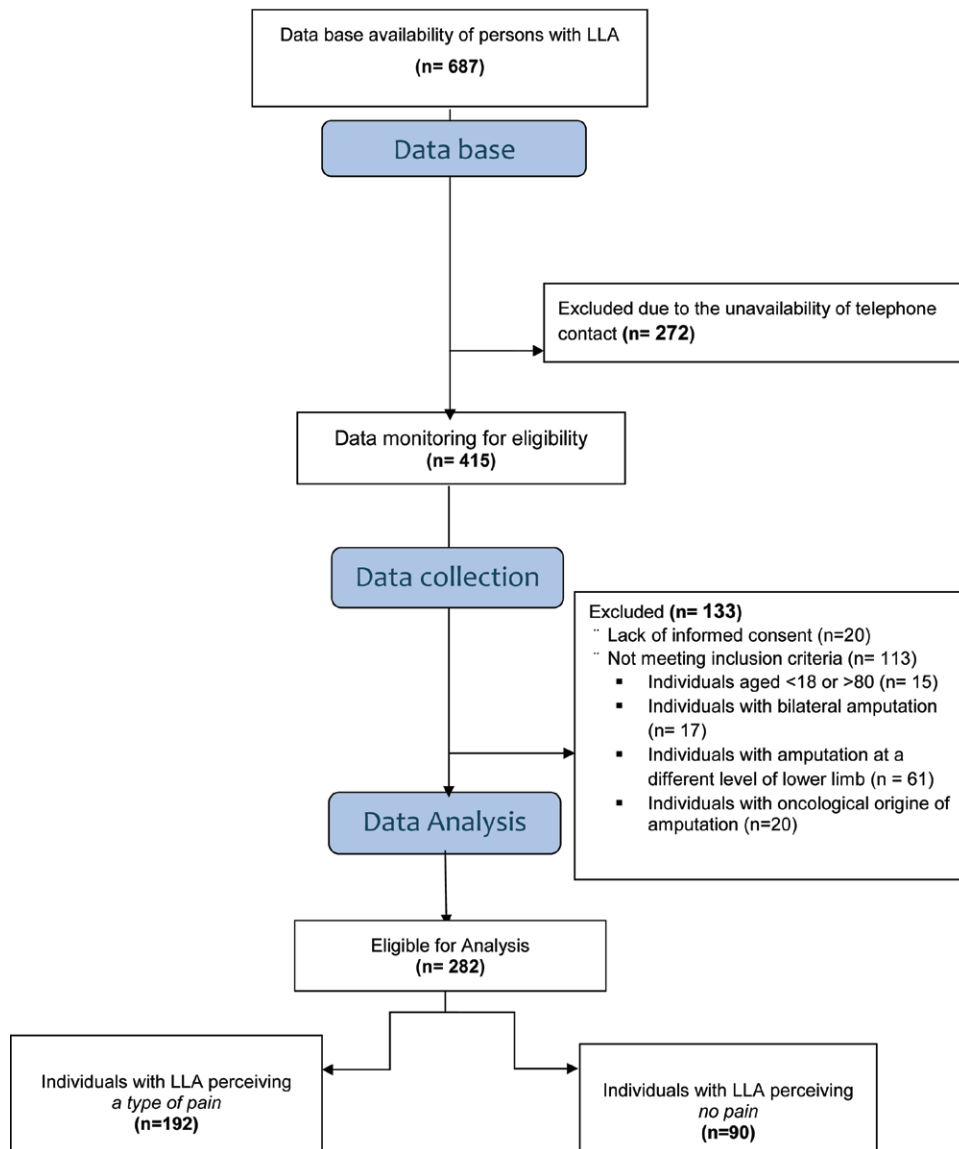 Data base availability of persons with LLA
(n= 687)
Data base
Excluded due to the unavailability of telephone
contact (n= 272)
Data monitoring for eligibility
(n= 415)
Data collection
Excluded (n= 133)
¨ Lack of informed consent (n=20)
¨ Not meeting inclusion criteria (n= 113)
▪ Individuals aged <18 or >80 (n= 15)
▪ Individuals with bilateral amputation
(n= 17)
▪ Individuals with amputation at a
different level of lower limb (n = 61)
▪ Individuals with oncological origine of
amputation (n=20)
Data Analysis
Eligible for Analysis
(n= 282)
Individuals with LLA perceiving
a type of pain
(n=192)
Individuals with LLA perceiving
no pain
(n=90)